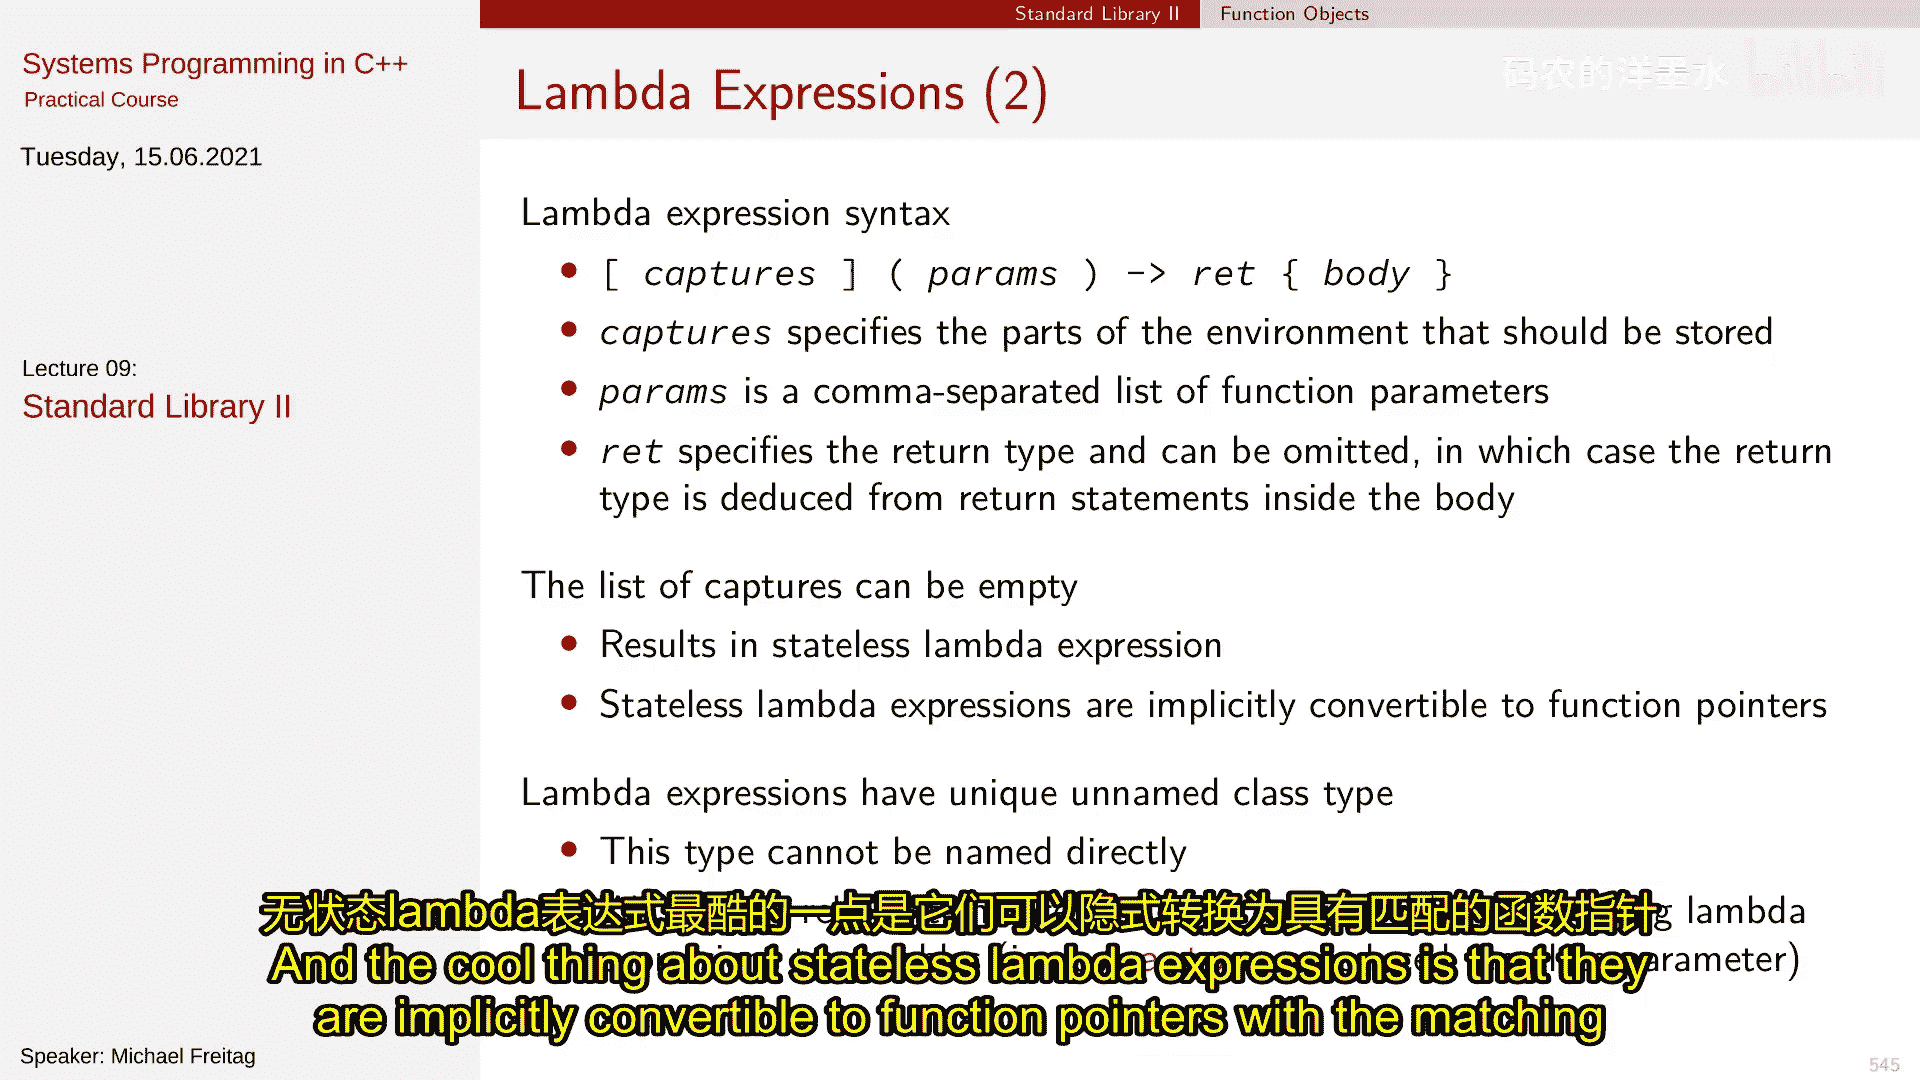 Standard Library II
Function Objects
Systems Programming in C++
Practical Course
Tuesday, 15.06.2021
Lecture 09:
Standard Library II
Lambda Expressions (2)
码农的洋墨水
Lambda expression syntax
[ captures ] ( params ) -> ret { body }
captures specifies the parts of the environment that should be stored
params is a comma-separated list of function parameters
ret specifies the return type and can be omitted, in which case the return
type is deduced from return statements inside the body
The list of captures can be empty
Results in stateless lambda expression
Stateless lambda expressions are implicitly convertible to function pointers
Lambda expressions have unique unnamed class type
This type cannot be named directly
lambda
parameter)
无状态lambda表达式最酷的一点是它们可以隐式转换为具有匹配的函数指针
And the cool thing about stateless lambda expressions is that they
are implicitly convertible to function pointers with the matching
Speaker: Michael Freitag
545